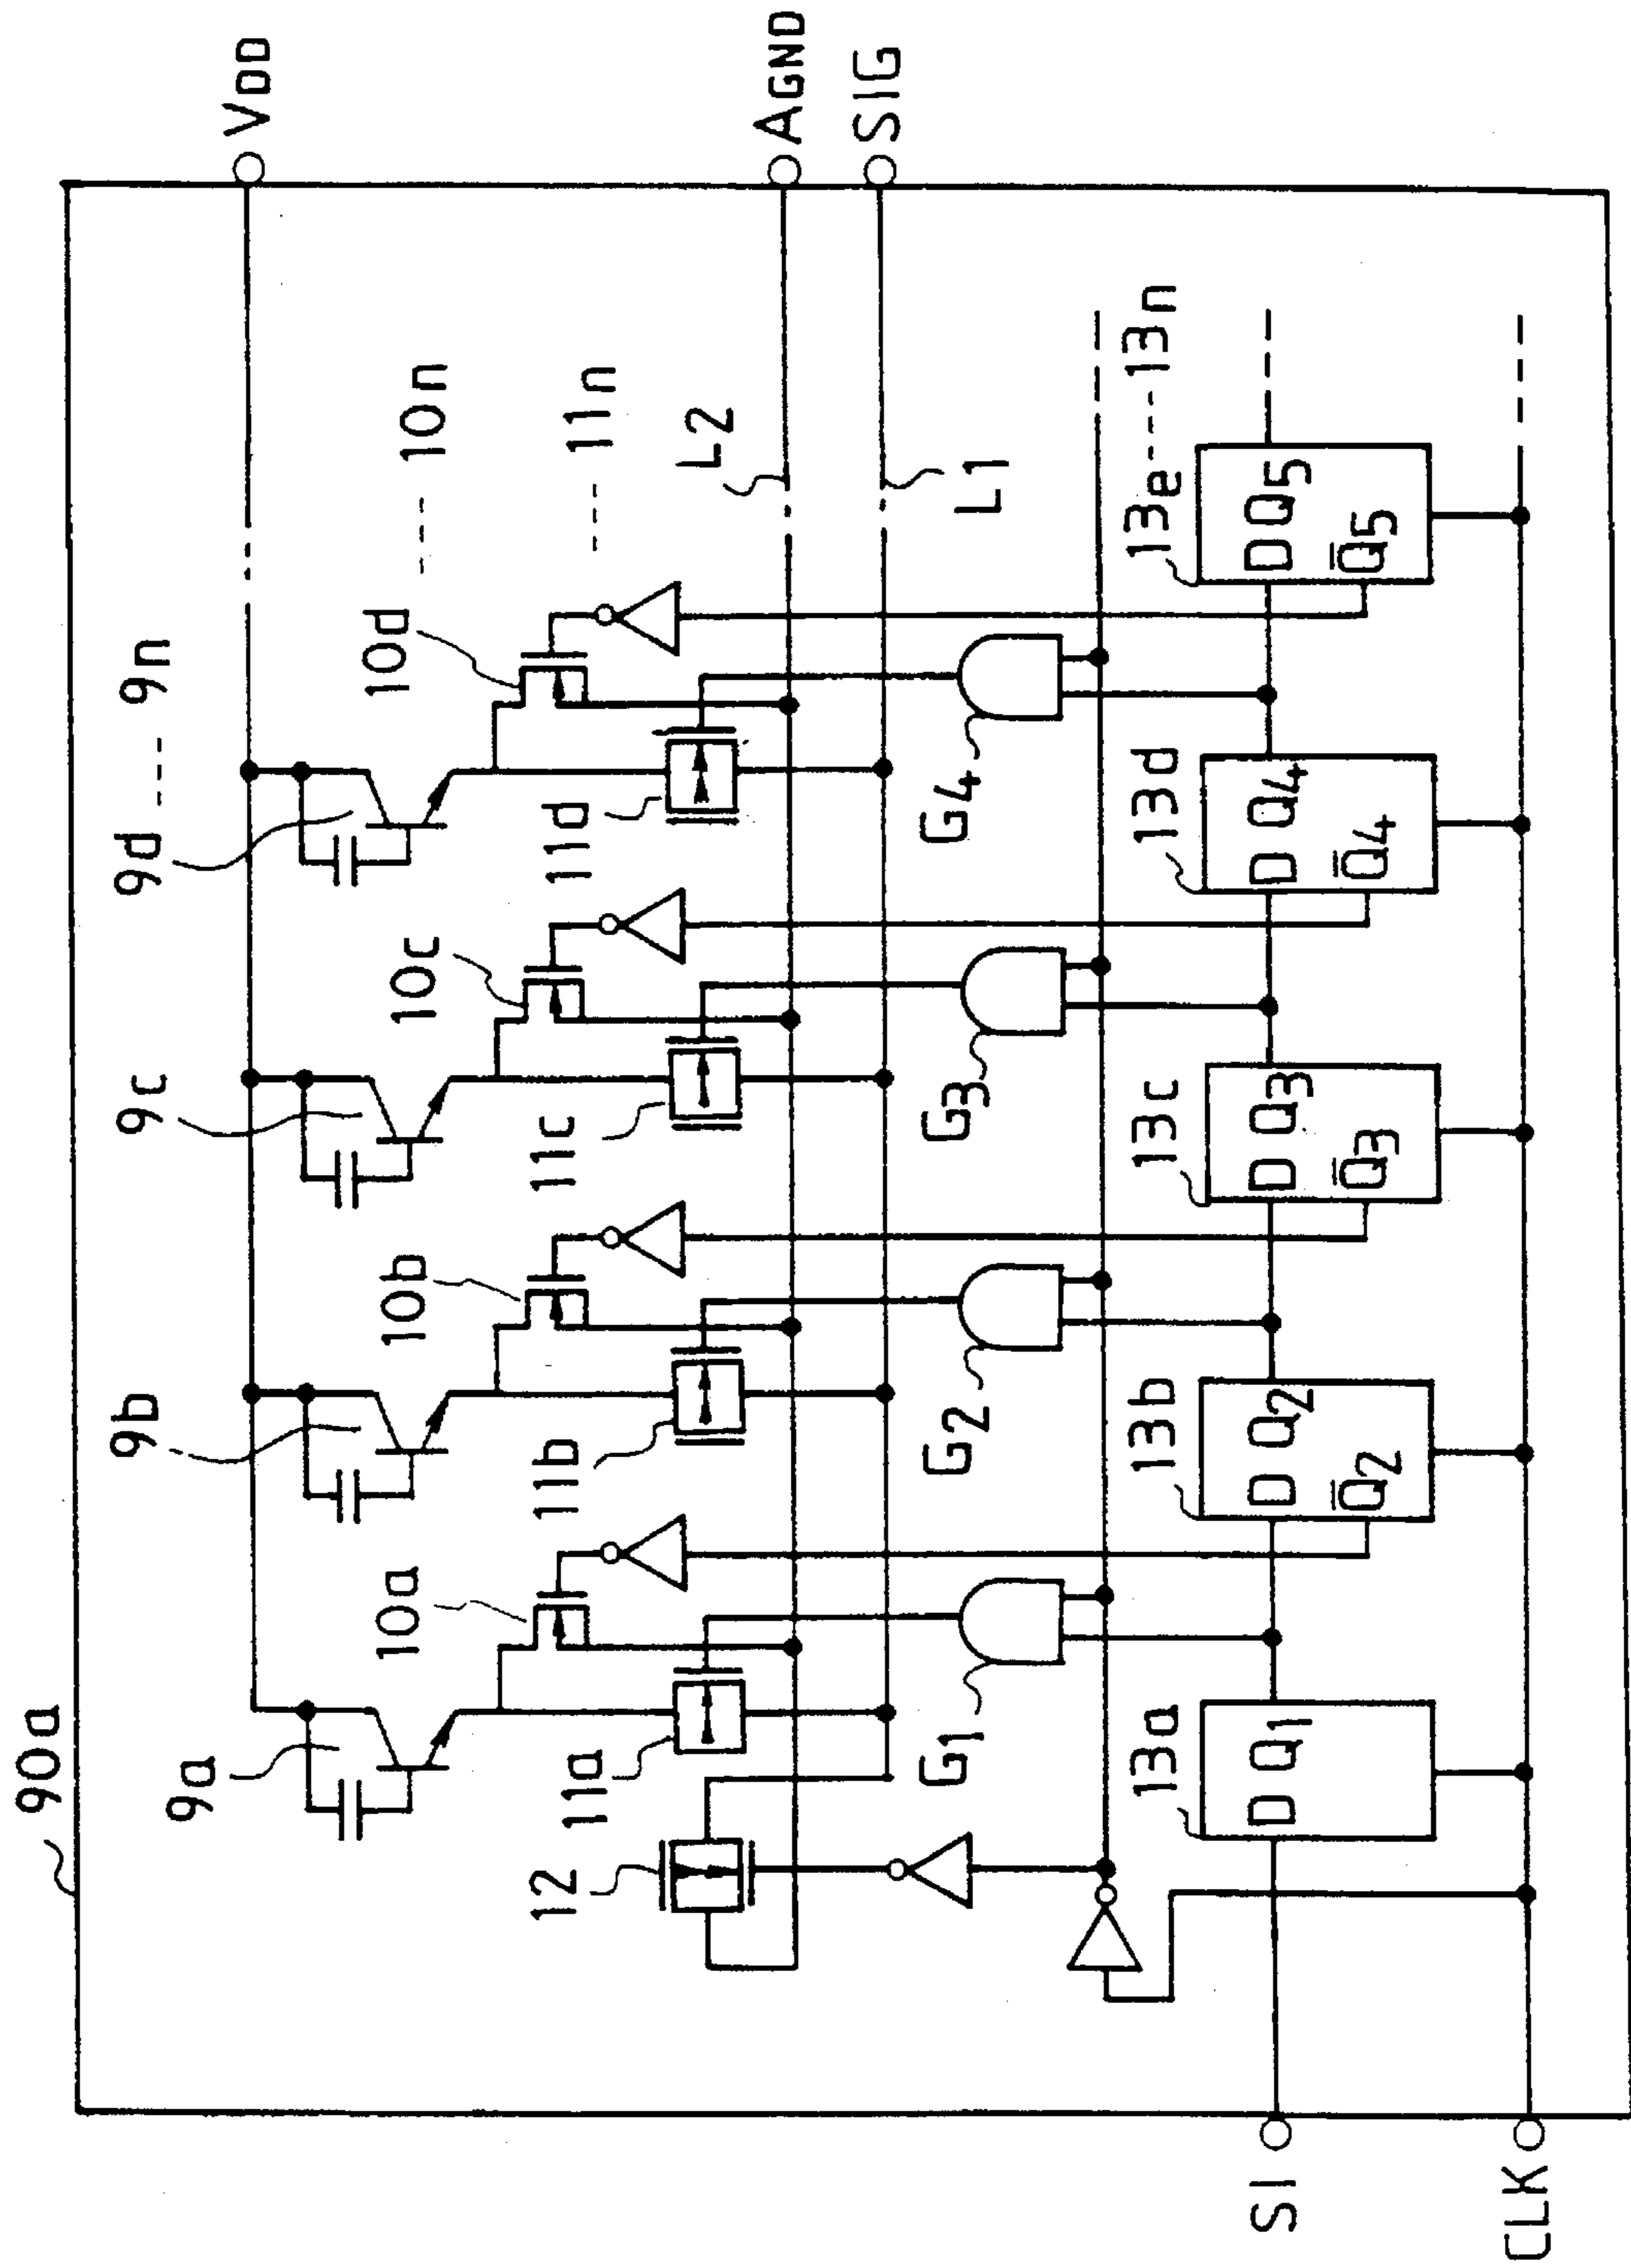 90a
VDD
AGND
SIG
9a
9b
9c
9d ---- 9n
10a
10b
10c
10d
---- 10n
11a
11b
11c
11d
---- 11n
12
L2
L1
G1
G2
G3
G4
13a
13b
13c
13d
13e---13n
D Q1
D Q2
Q̅2
D Q3
Q̅3
D Q4
Q̅4
D Q5
Q̅5
SI
CLK